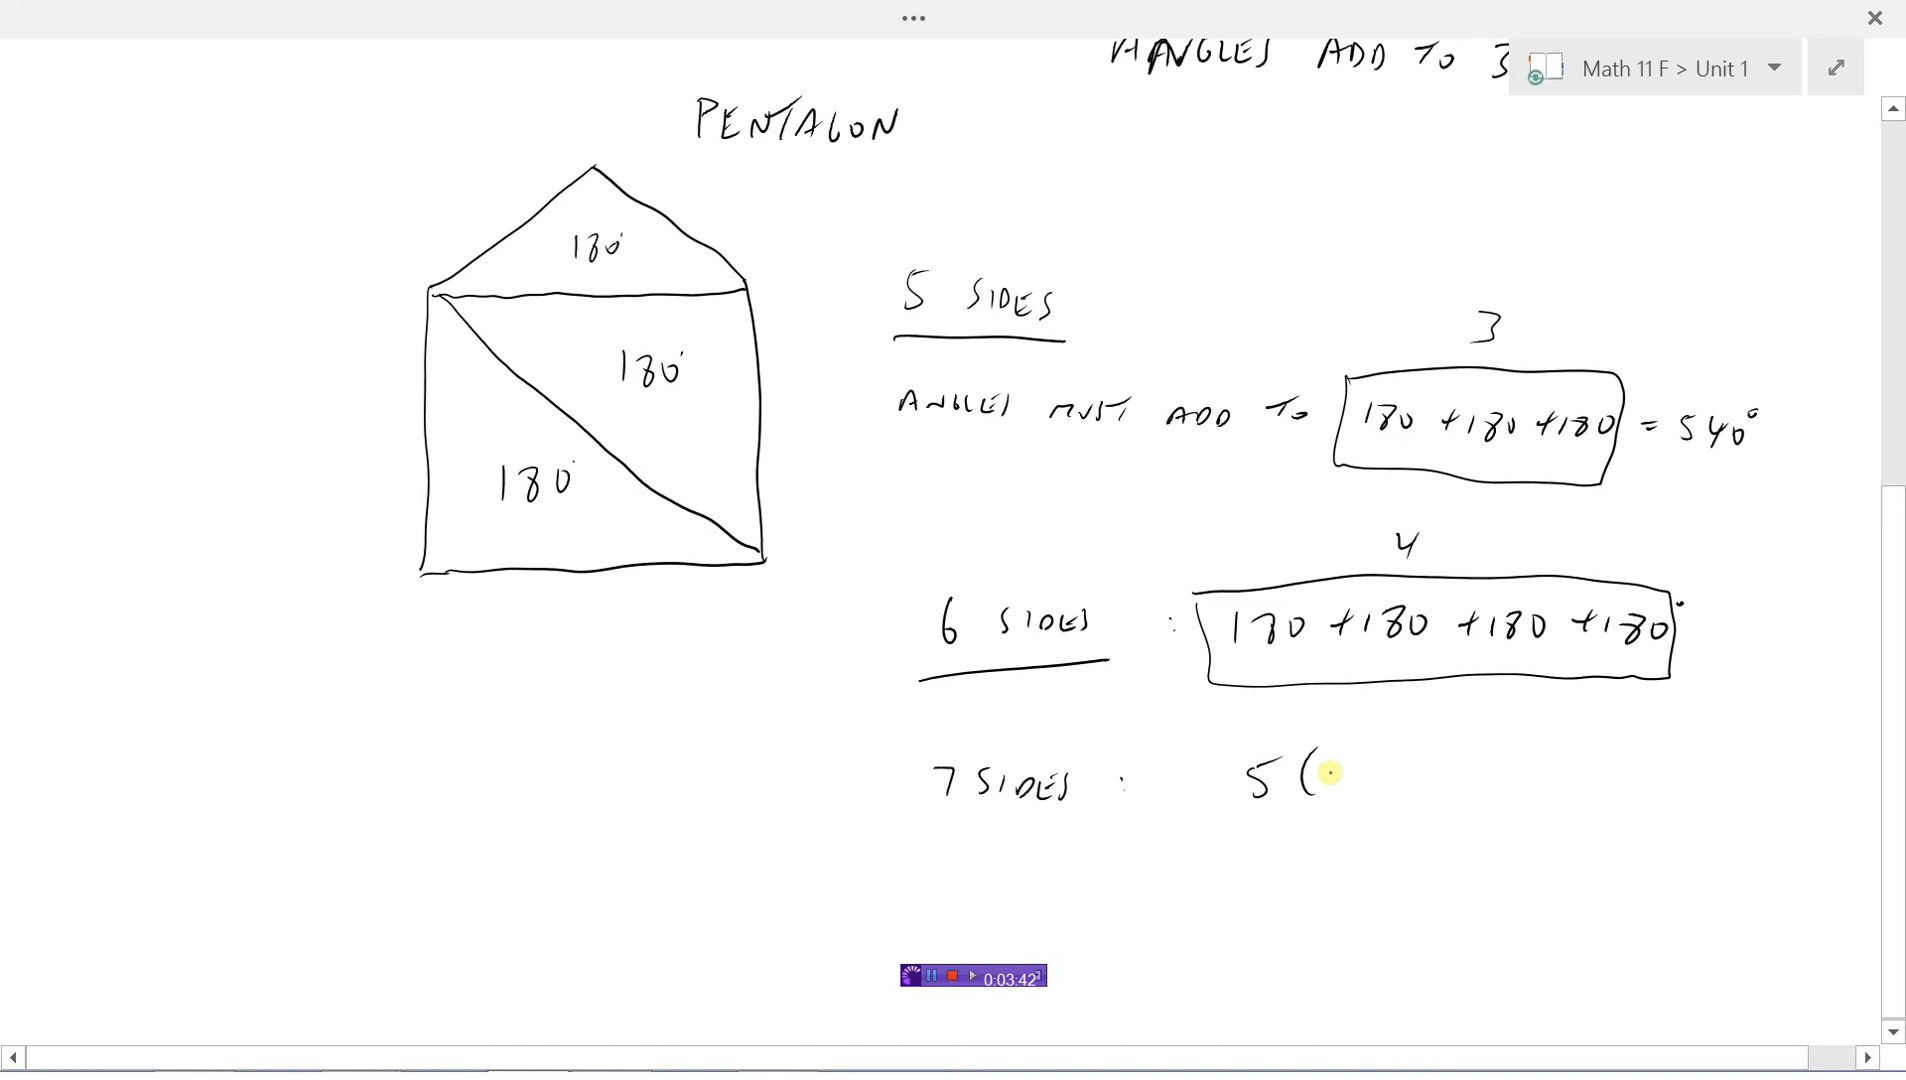 ANGLES ADD TO 3
Math 11 F > Unit 1
PENTAGON
180°
180°
180°
5 SIDES
3
ANGLES MUST ADD TO 180 + 180 + 180 = 540°
4
6 SIDES : 180 + 180 + 180 + 180°
7 SIDES : 5 (
0:03:42